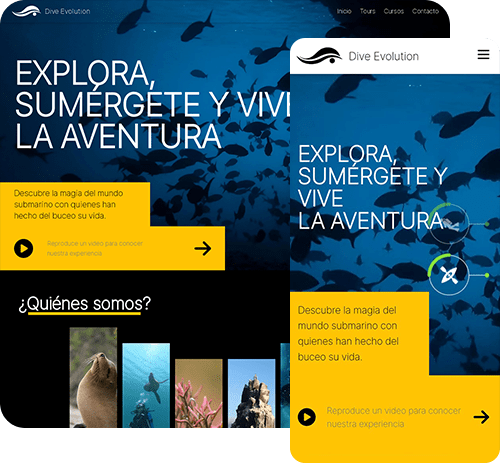 Dive Evolution
Inicio Tours Cursos Contacto
EXPLORA,
SUMÉRGETE Y VIVE
LA AVENTURA
Descubre la magia del mundo
submarino con quienes han
hecho del buceo su vida.
Reproduce un video para conocer
nuestra experiencia
¿Quiénes somos?
Dive Evolution
EXPLORA,
SUMÉRGETE Y
VIVE
LA AVENTURA
Descubre la magia del
mundo submarino con
quienes han hecho del
buceo su vida.
Reproduce un video para conocer
nuestra experiencia